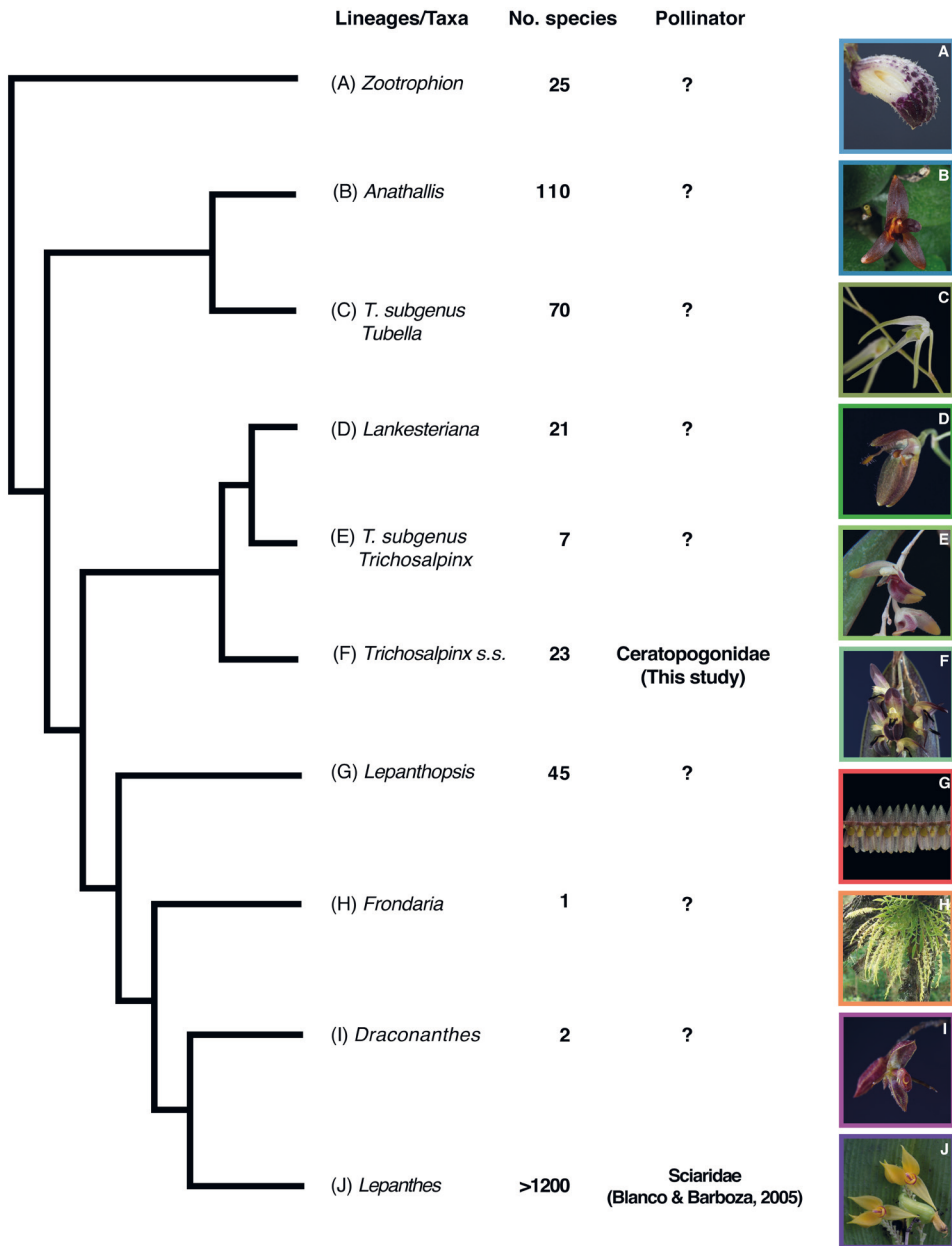 Lineages/Taxa No. species Pollinator
A
(A) Zootrophion 25 ?
B
(B) Anathallis 110 ?
C
(C) T. subgenus 70 ?
Tubella
D
(D) Lankesteriana 21 ?
E
(E) T. subgenus 7 ?
Trichosalpinx
F
(F) Trichosalpinx s.s. 23 Ceratopogonidae
(This study)
G
(G) Lepanthopsis 45 ?
H
(H) Frondaria 1 ?
I
(I) Draconanthes 2 ?
J
(J) Lepanthes >1200 Sciaridae
(Blanco & Barboza, 2005)